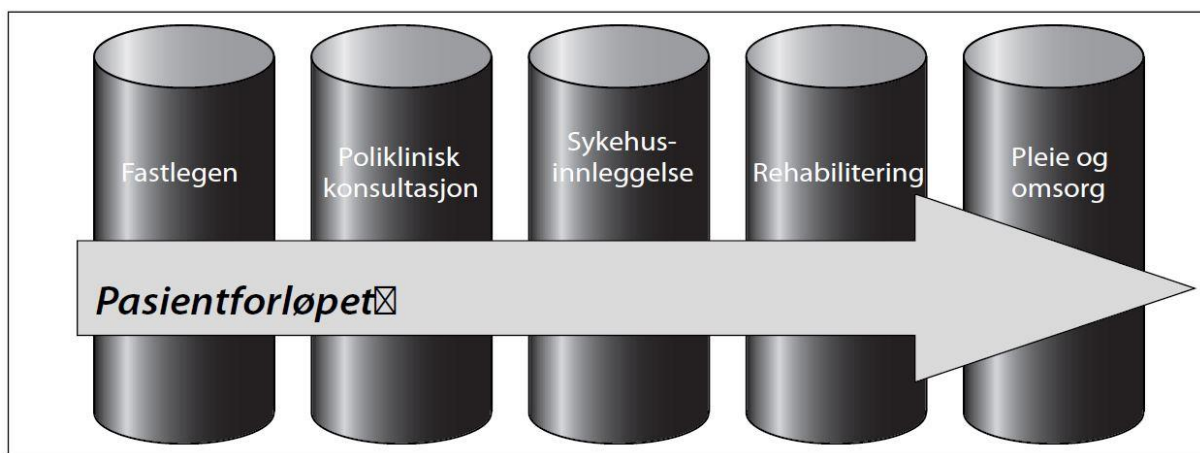 Fastlegen
Poliklinisk
konsultasjon
Sykehus-
innleggelse
Rehabilitering
Pleie og
omsorg
Pasientforløpet